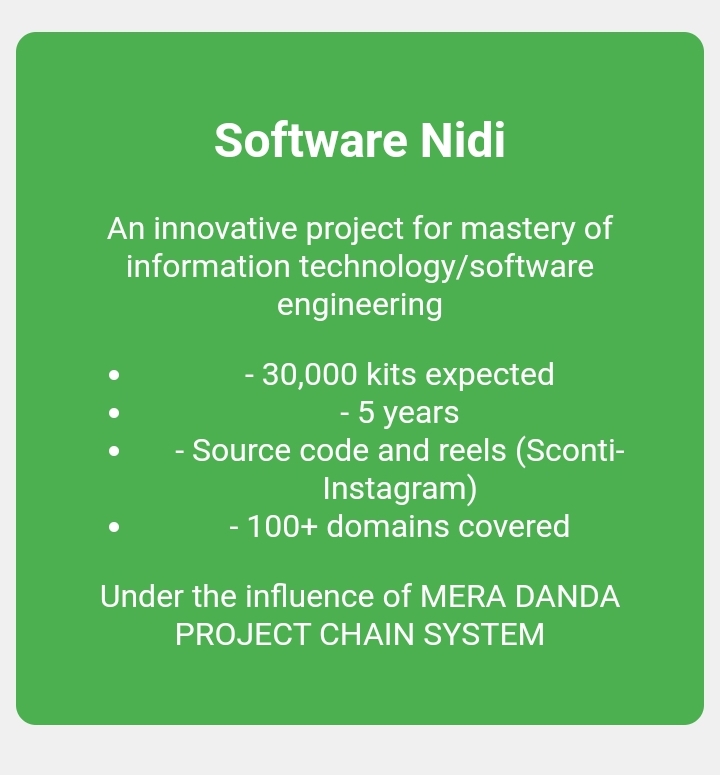 Software Nidi
An innovative project for mastery of
information technology/software
engineering
• - 30,000 kits expected
• - 5 years
• - Source code and reels (Sconti-
Instagram)
• - 100+ domains covered
Under the influence of MERA DANDA
PROJECT CHAIN SYSTEM